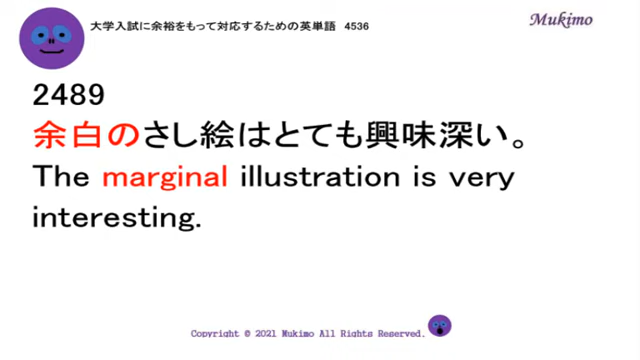 大学入試に余裕をもって対応するための英単語 4536
Mukimo
2489
余白のさし絵はとても興味深い。
The marginal illustration is very
interesting.
Copyright © 2021 Mukimo All Rights Reserved.